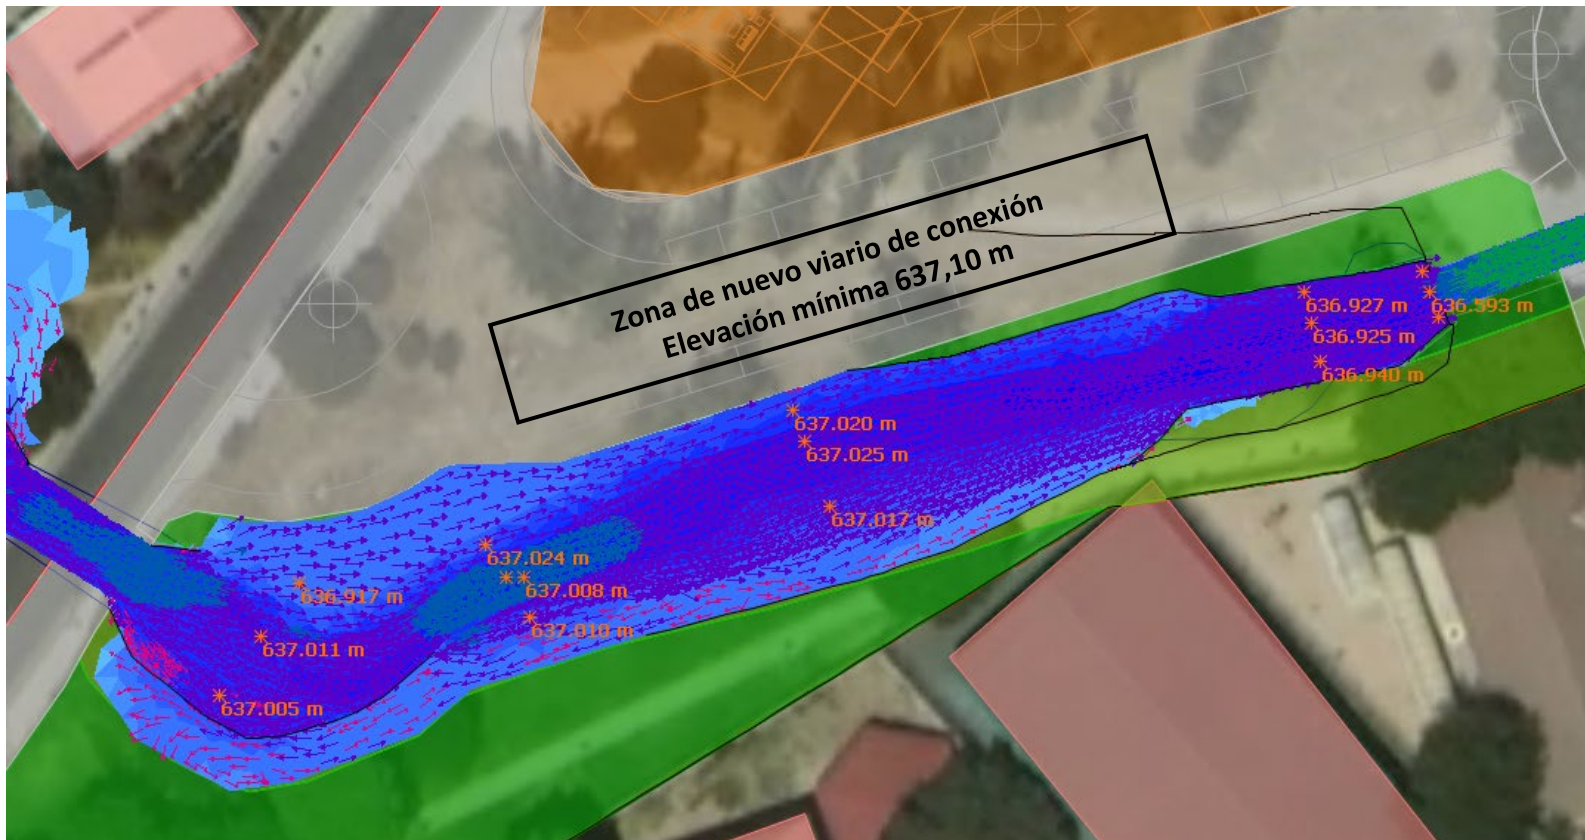 Zona de nuevo viario de conexión
Elevación mínima 637,10 m
636.927 m
636.593 m
636.925 m
636.940 m
637.020 m
637.025 m
637.017 m
637.024 m
637.008 m
636.917 m
637.010 m
637.011 m
637.005 m